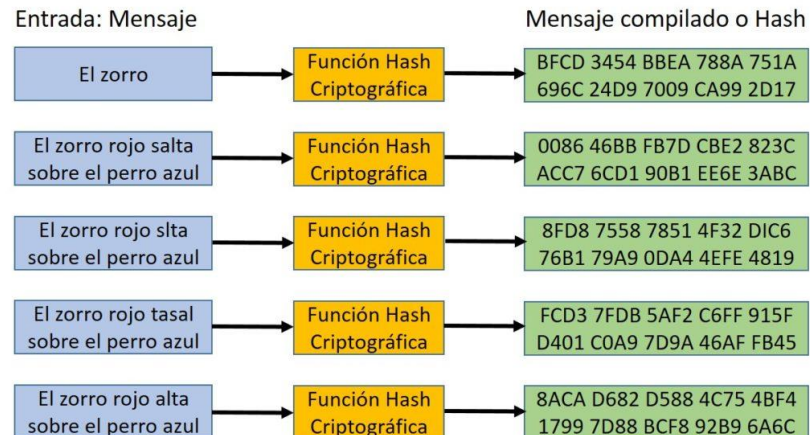 Entrada: Mensaje
Mensaje compilado o Hash
El zorro
Función Hash
Criptográfica
BFCD 3454 BBEA 788A 751A
696C 24D9 7009 CA99 2D17
El zorro rojo salta
sobre el perro azul
Función Hash
Criptográfica
0086 46BB FB7D CBE2 823C
ACC7 6CD1 90B1 EE6E 3ABC
El zorro rojo slta
sobre el perro azul
Función Hash
Criptográfica
8FD8 7558 7851 4F32 DIC6
76B1 79A9 0DA4 4EFE 4819
El zorro rojo tasal
sobre el perro azul
Función Hash
Criptográfica
FCD3 7FDB 5AF2 C6FF 915F
D401 C0A9 7D9A 46AF FB45
El zorro rojo alta
sobre el perro azul
Función Hash
Criptográfica
8ACA D682 D588 4C75 4BF4
1799 7D88 BCF8 92B9 6A6C